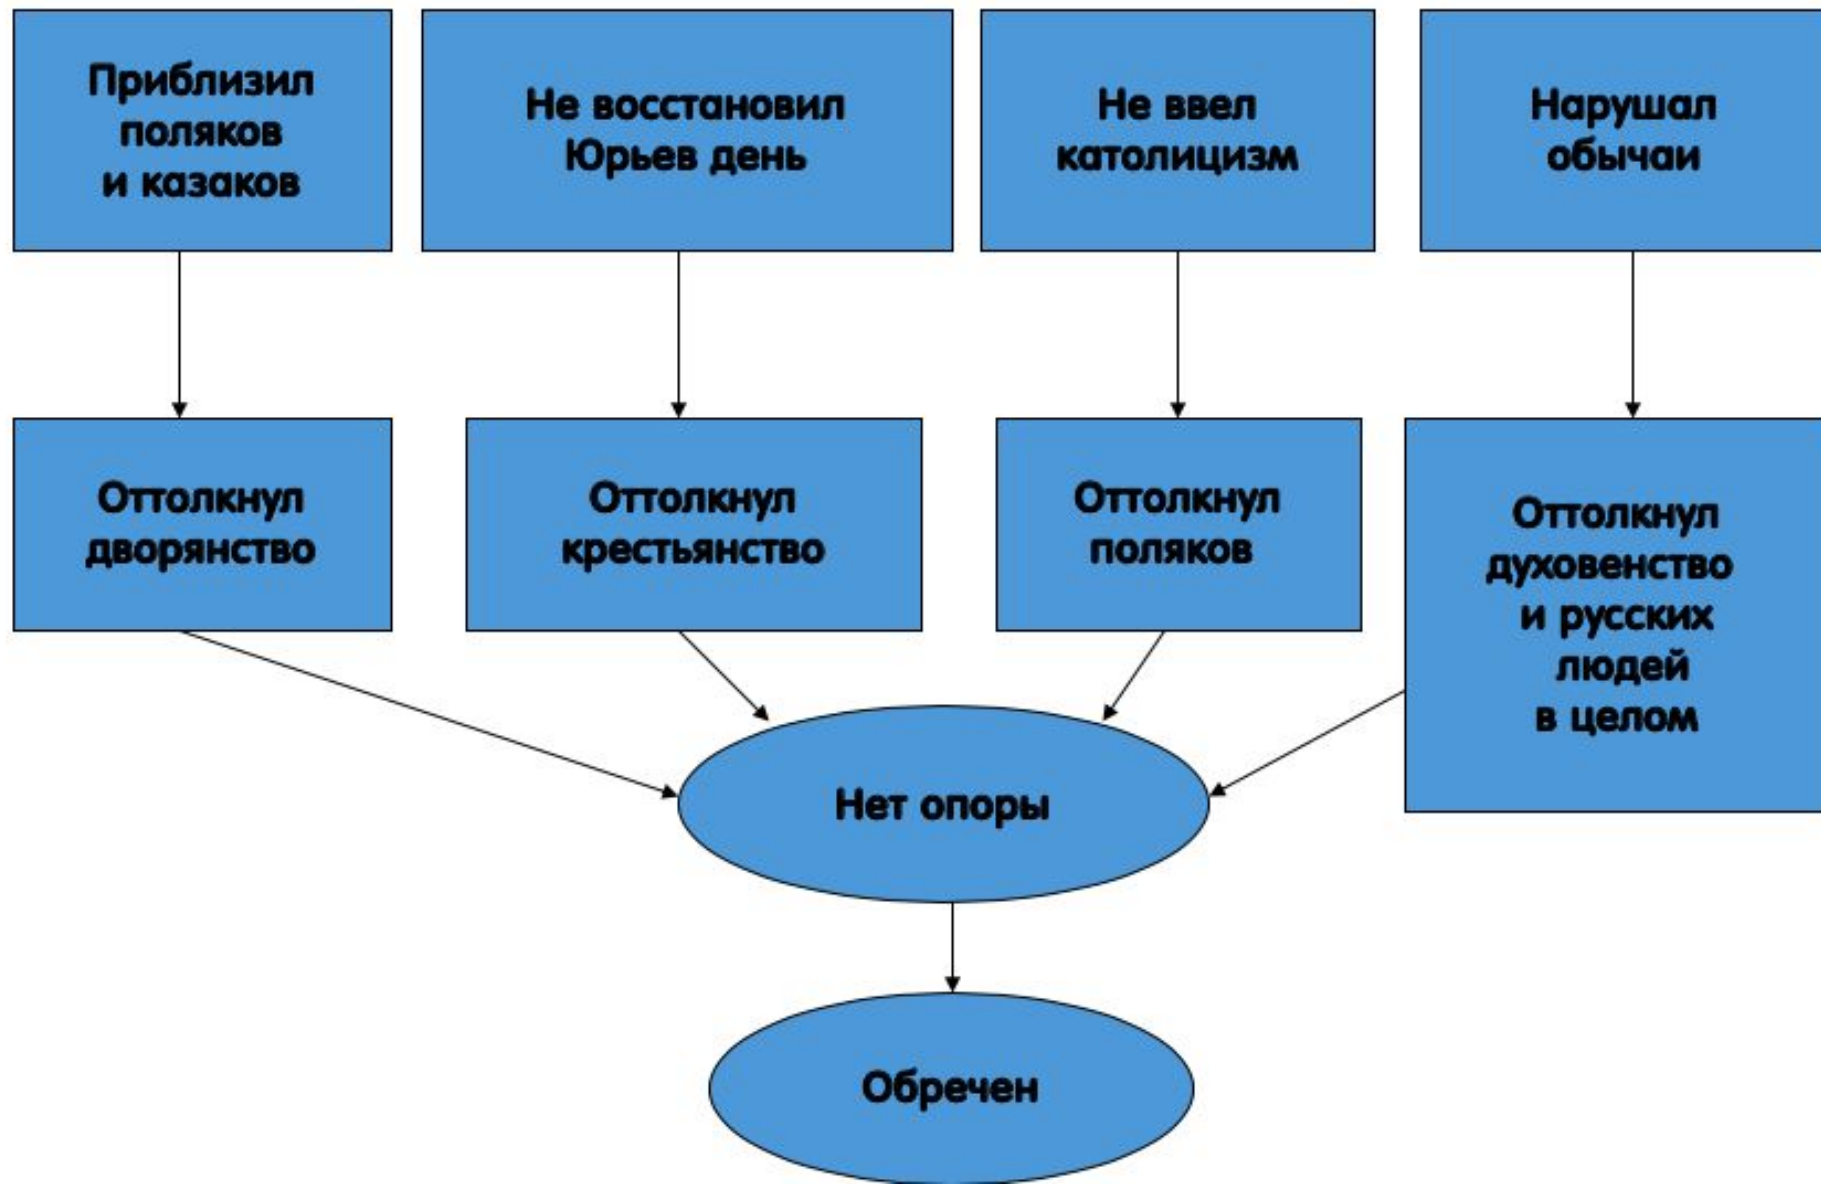 Приблизил
поляков
и казаков
Не восстановил
Юрьев день
Не ввел
католицизм
Нарушал
обычаи
Оттолкнул
дворянство
Оттолкнул
крестьянство
Оттолкнул
поляков
Оттолкнул
духовенство
и русских
людей
в целом
Нет опоры
Обречен